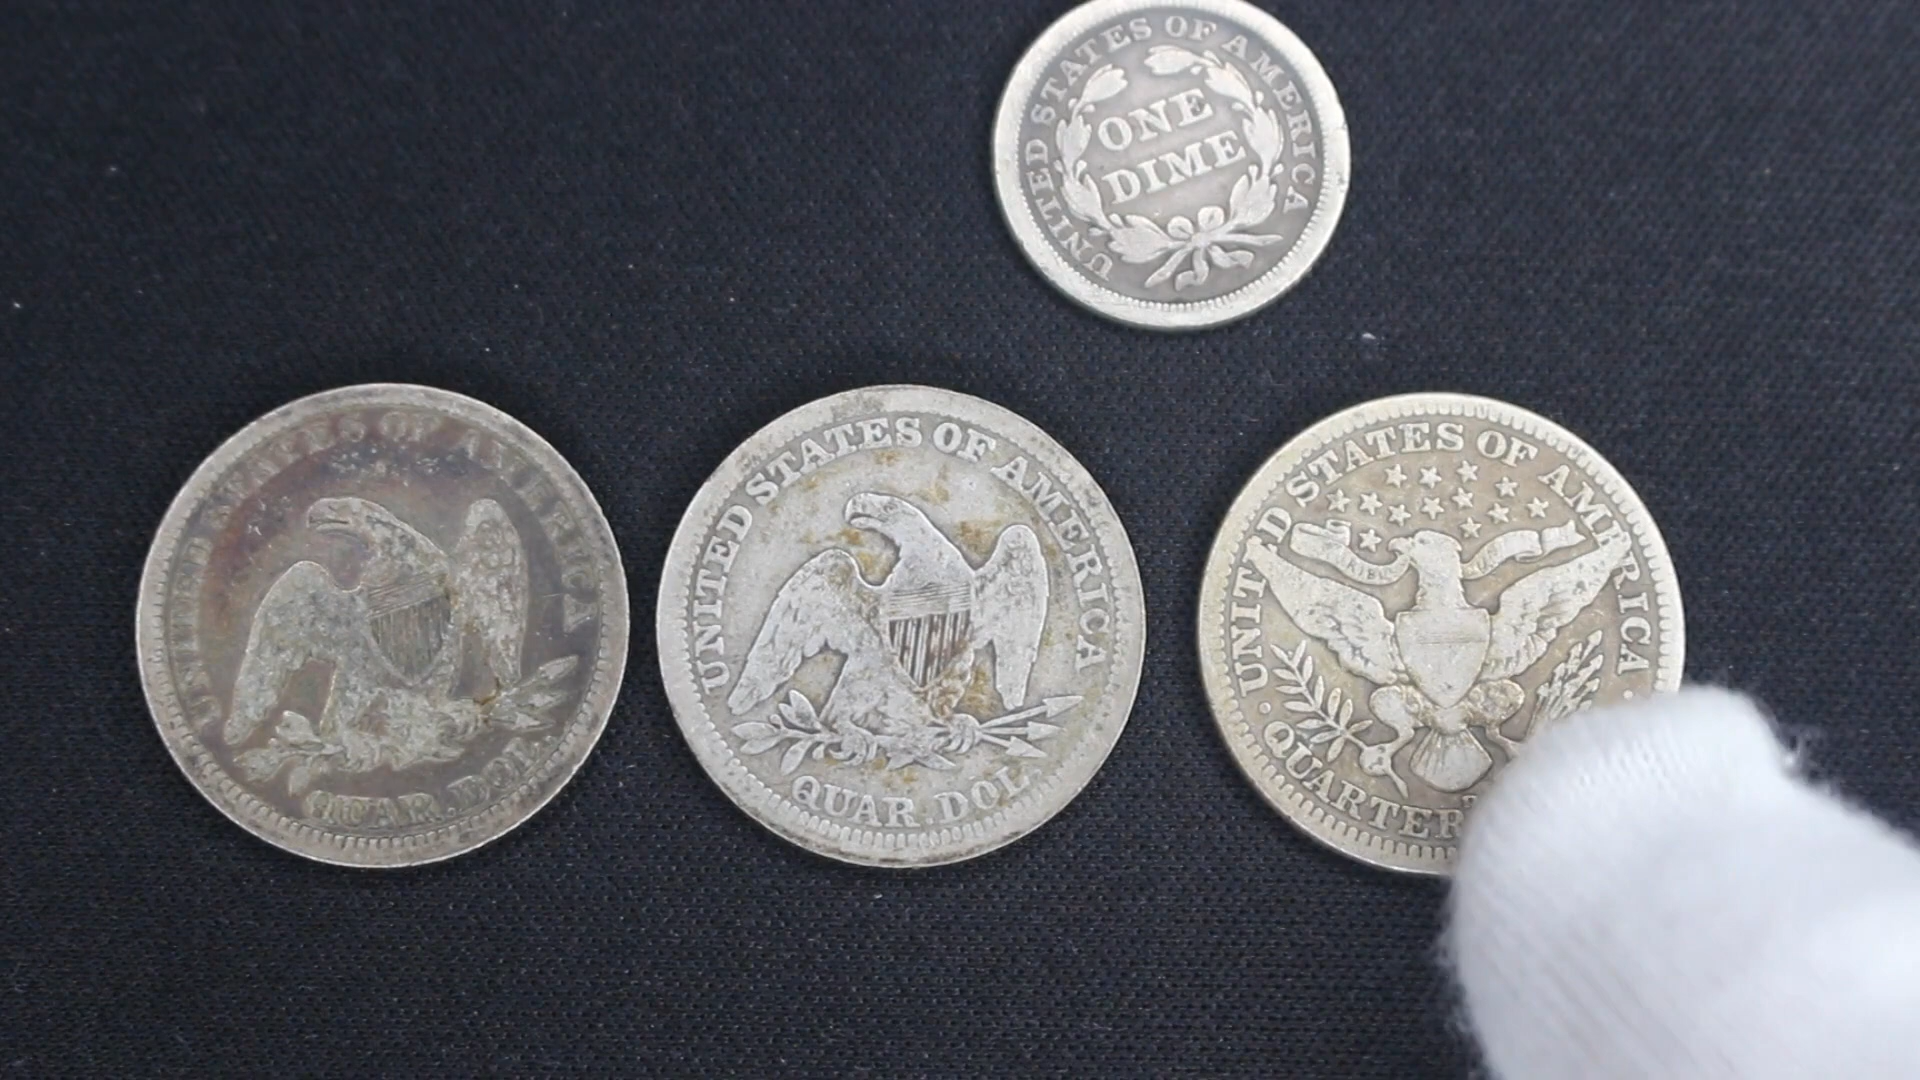 UNITED STATES OF AMERICA
ONE
DIME
UNITED STATES OF AMERICA
QUAR. DOL.
UNITED STATES OF AMERICA
QUAR. DOL.
UNITED STATES OF AMERICA
QUARTER